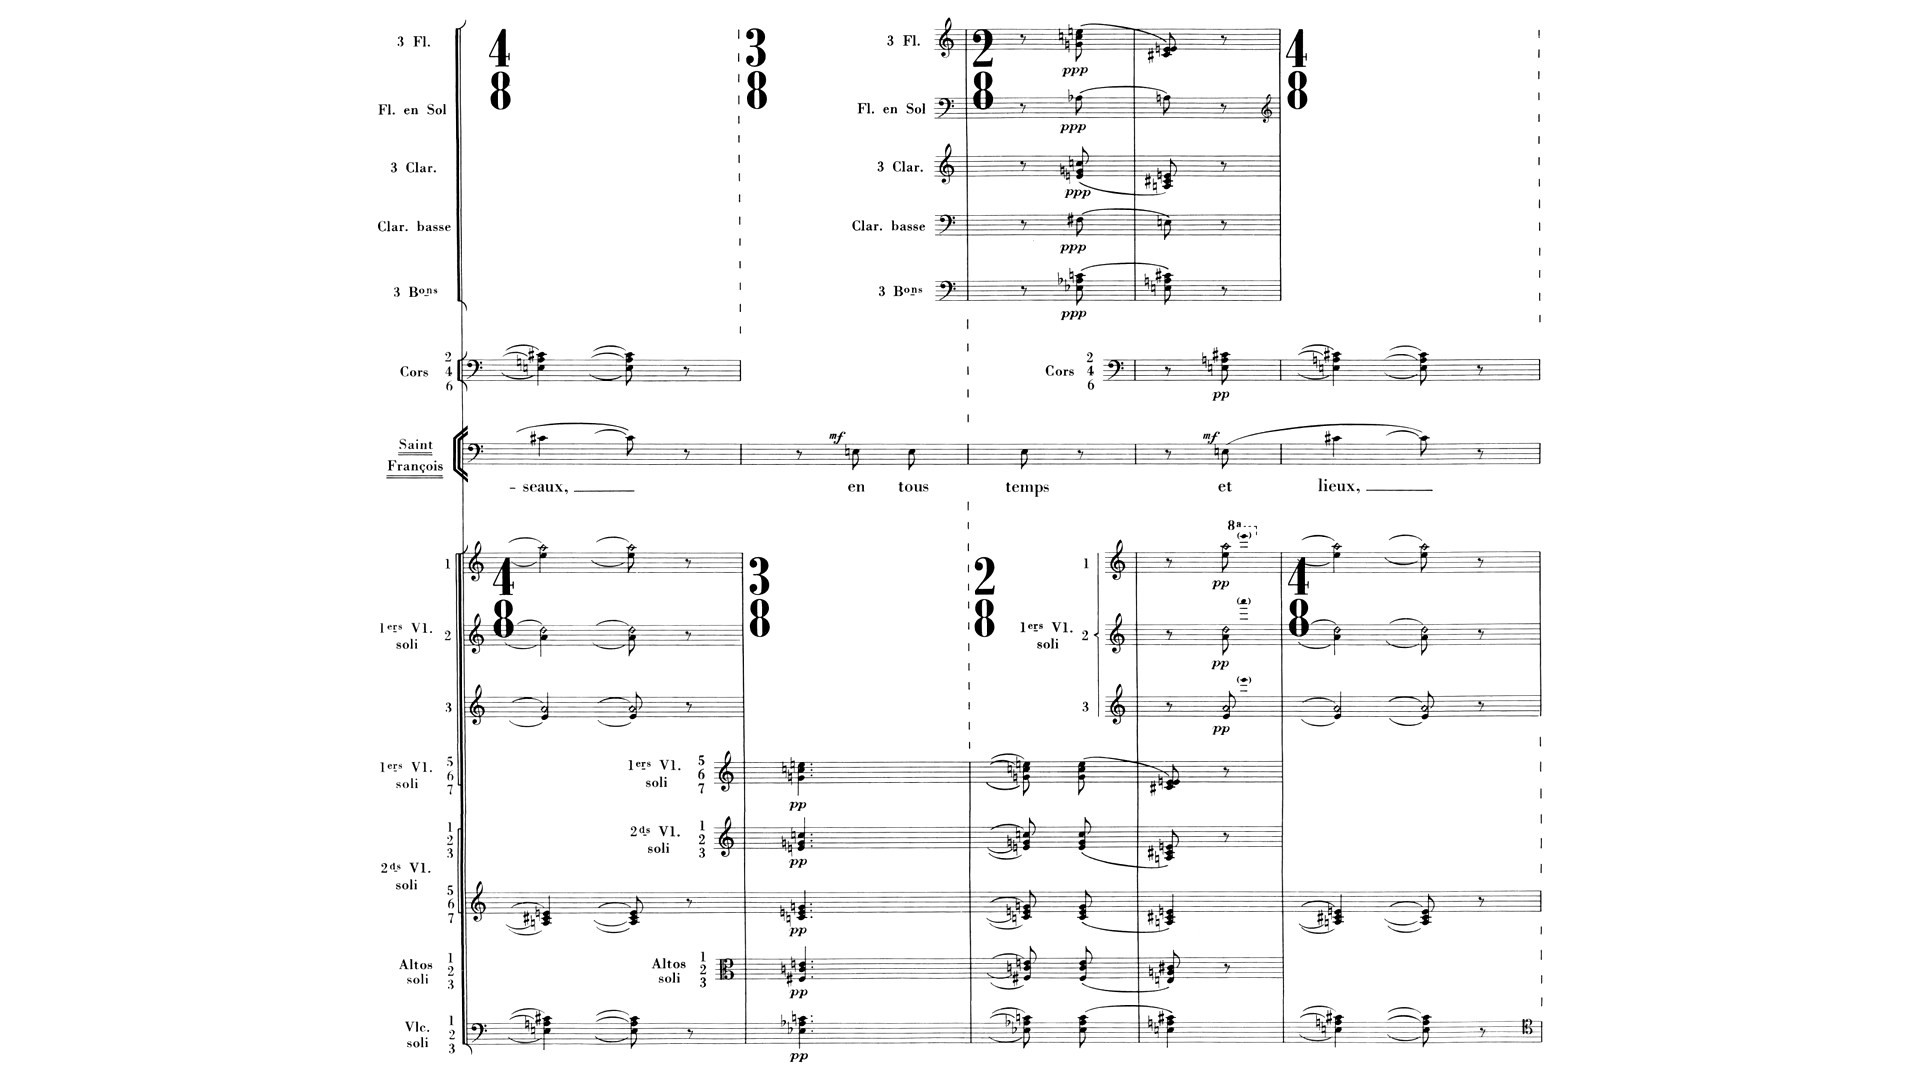 3 Fl. 4 3 3 Fl. 2 4
8 8 ppp 8 8
Fl. en Sol Fl. en Sol
ppp
3 Clar. 3 Clar.
ppp
Clar. basse Clar. basse
ppp
3 Bons 3 Bons
ppp
Cors 2 4 6 Cors 2 4 6
pp
Saint François mf mf
- seaux, en tous temps et lieux,
8a
1 1
4 3 pp 2 4
8 8 8 8
1ers Vl. soli 2 1ers Vl. soli 2
pp
3 3
pp
1ers Vl. soli 5 6 7 1ers Vl. soli 5 6 7
pp
1 2 3 2ds Vl. soli 1 2 3
pp
2ds Vl. soli
5 6 7
pp
Altos soli 1 2 3 Altos soli 1 2 3
pp
Vlc. soli 1 2 3
pp